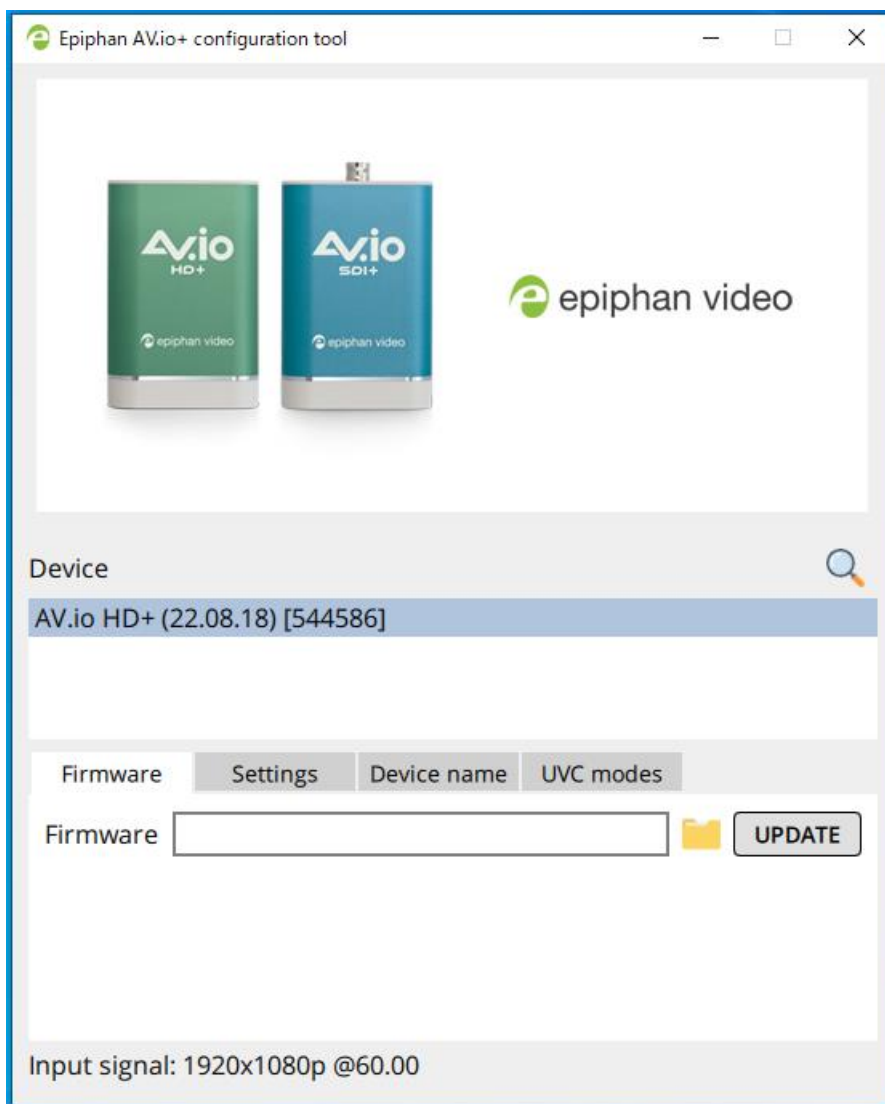 Epiphan AV.io+ configuration tool
AV.io
HD+
epiphan video
AV.io
SDI+
epiphan video
epiphan video
Device
AV.io HD+ (22.08.18) [544586]
Firmware Settings Device name UVC modes
Firmware UPDATE
Input signal: 1920x1080p @60.00